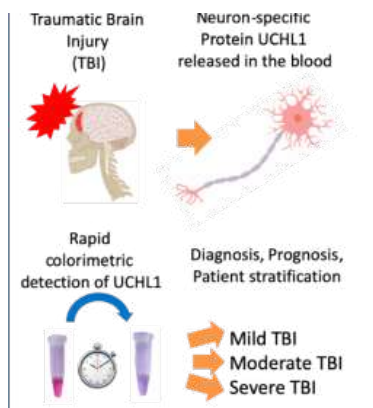 Traumatic Brain
Injury
(TBI)
Neuron-specific
Protein UCHL1
released in the blood
Rapid
colorimetric
detection of UCHL1
Diagnosis, Prognosis,
Patient stratification
Mild TBI
Moderate TBI
Severe TBI